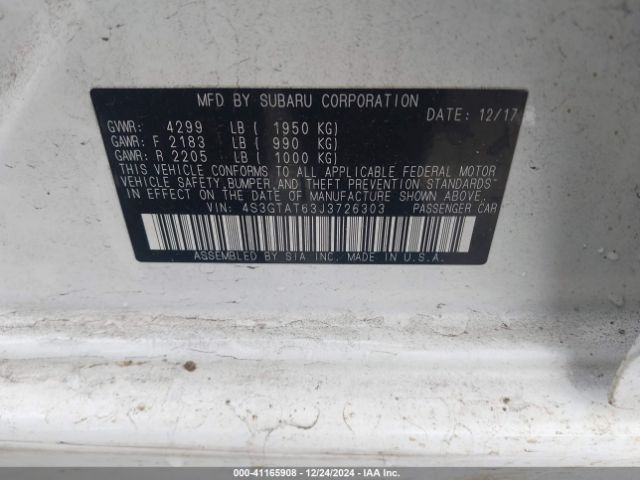 MFD BY SUBARU CORPORATION
DATE: 12/17
GVWR: 4299 LB ( 1950 KG)
GAWR: F 2183 LB ( 990 KG)
GAWR: R 2205 LB ( 1000 KG)
THIS VEHICLE CONFORMS TO ALL APPLICABLE FEDERAL MOTOR
VEHICLE SAFETY, BUMPER, AND THEFT PREVENTION STANDARDS
IN EFFECT ON THE DATE OF MANUFACTURE SHOWN ABOVE.
VIN: 4S3GTAT63J3726303 PASSENGER CAR
ASSEMBLED BY SIA INC. MADE IN U.S.A.
000-41165908 - 12/24/2024 - IAA Inc.